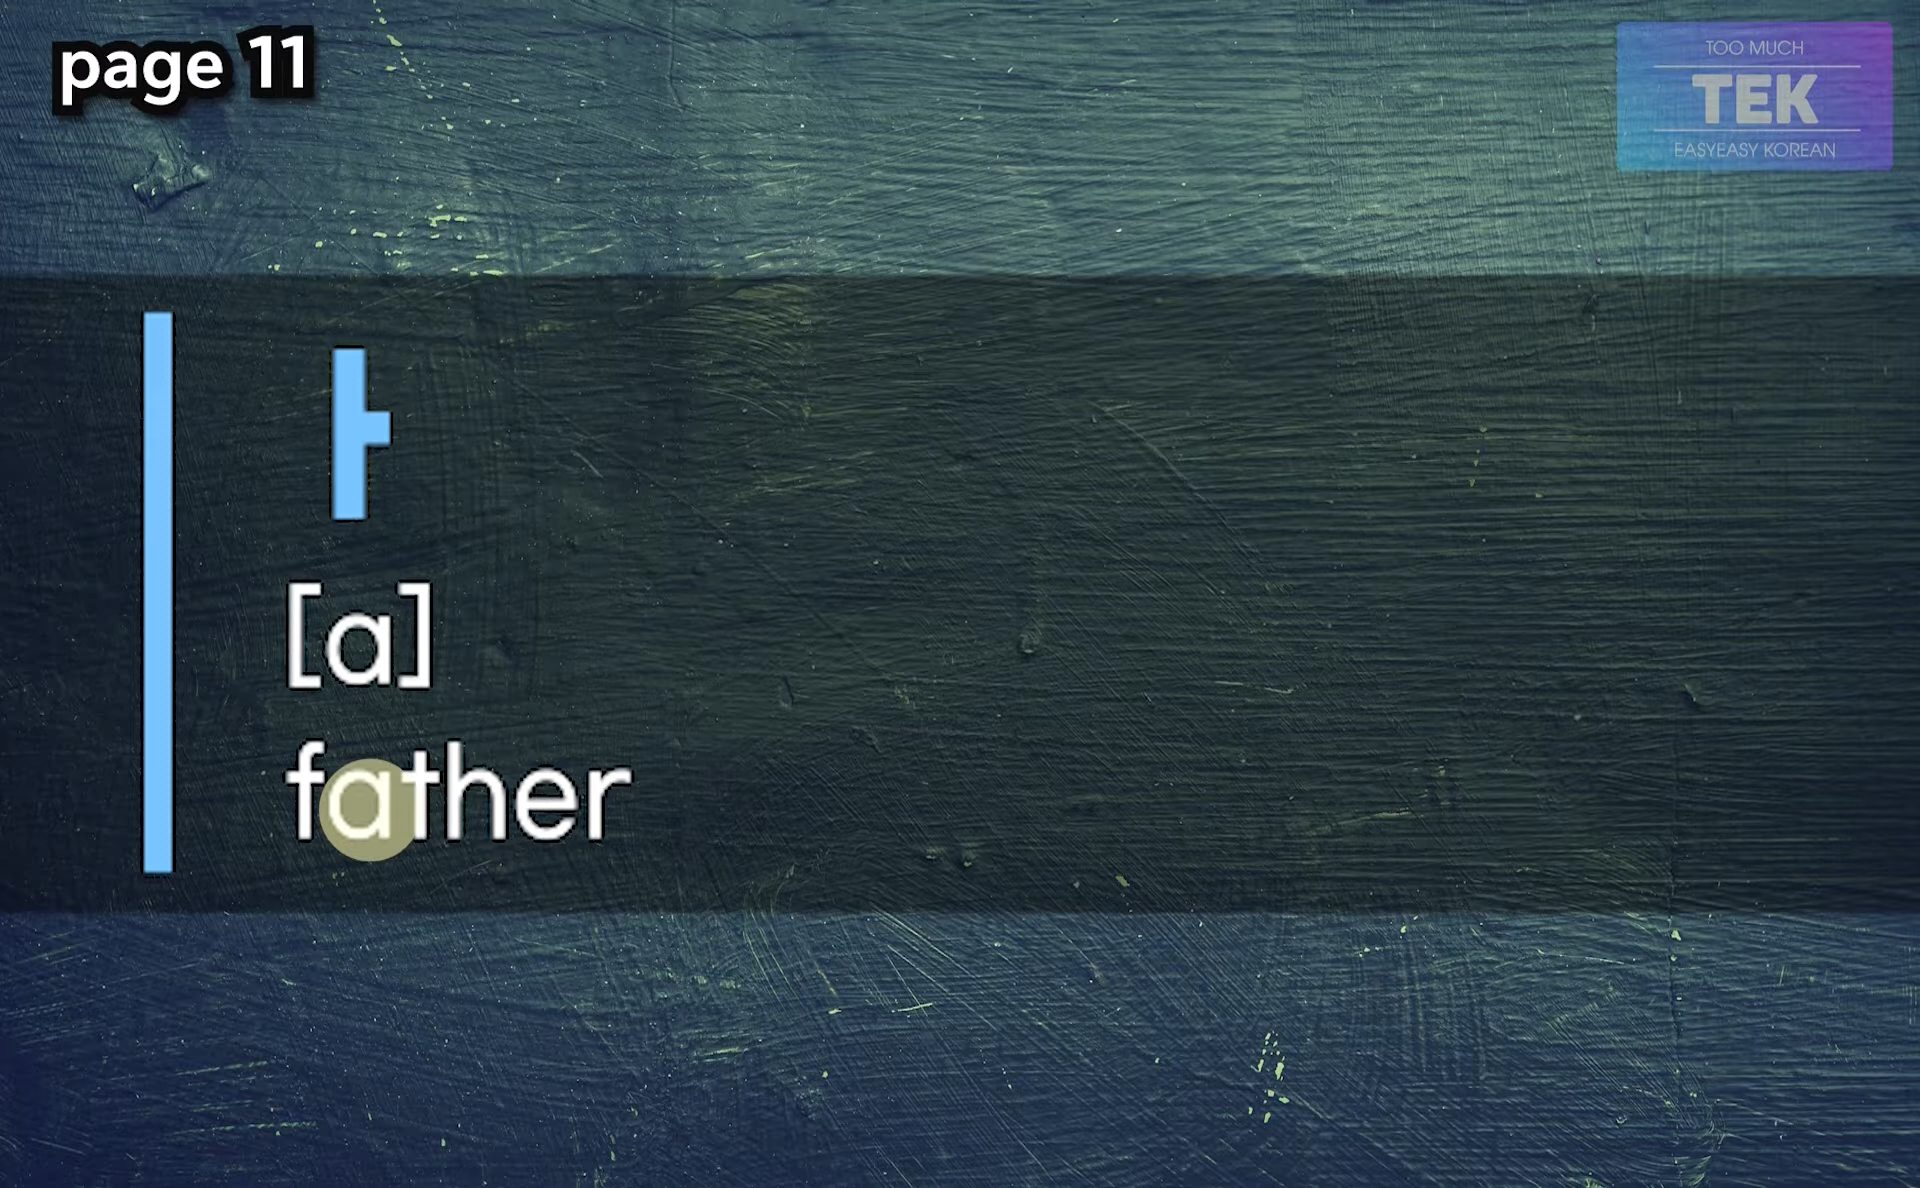 page 11
TOO MUCH
TEK
EASYEASY KOREAN
ㅏ
[a]
father